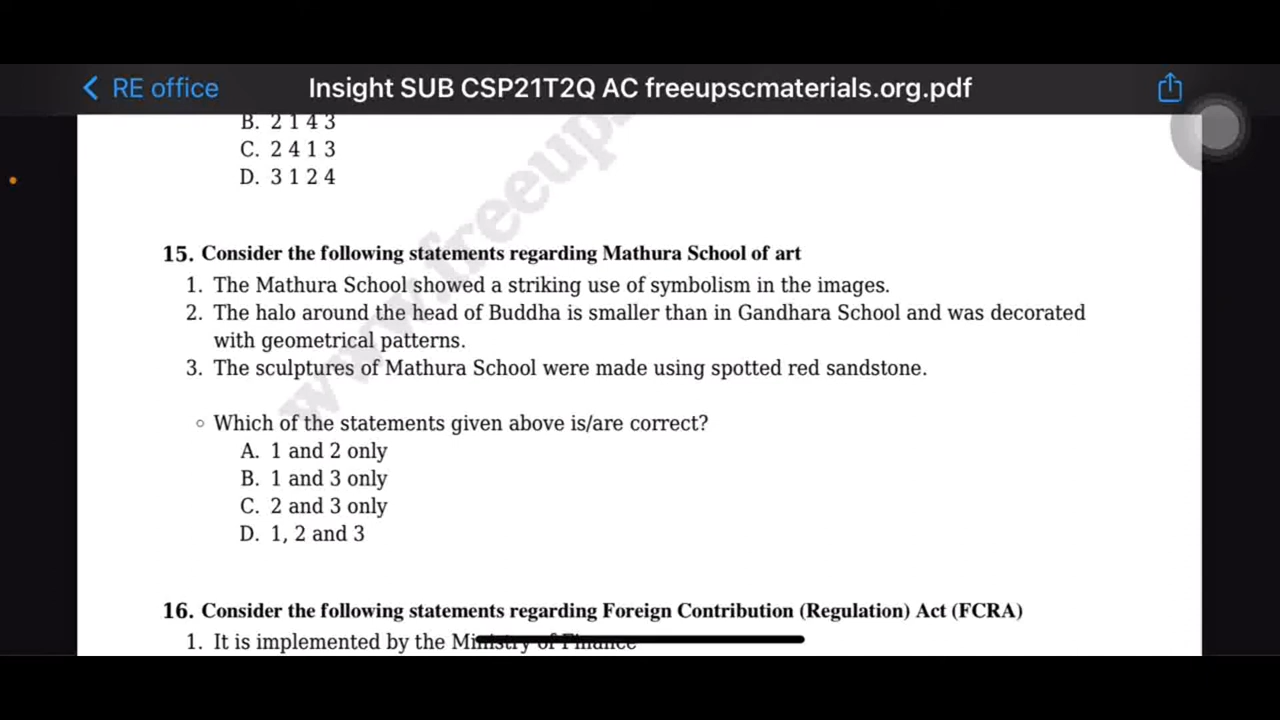 RE office
Insight SUB CSP21T2Q AC freeupscmaterials.org.pdf
B. 2 1 4 3
C. 2 4 1 3
D. 3 1 2 4
www.freeups
15. Consider the following statements regarding Mathura School of art
1. The Mathura School showed a striking use of symbolism in the images.
2. The halo around the head of Buddha is smaller than in Gandhara School and was decorated
with geometrical patterns.
3. The sculptures of Mathura School were made using spotted red sandstone.
Which of the statements given above is/are correct?
A. 1 and 2 only
B. 1 and 3 only
C. 2 and 3 only
D. 1, 2 and 3
16. Consider the following statements regarding Foreign Contribution (Regulation) Act (FCRA)
1. It is implemented by the Ministry of Finance